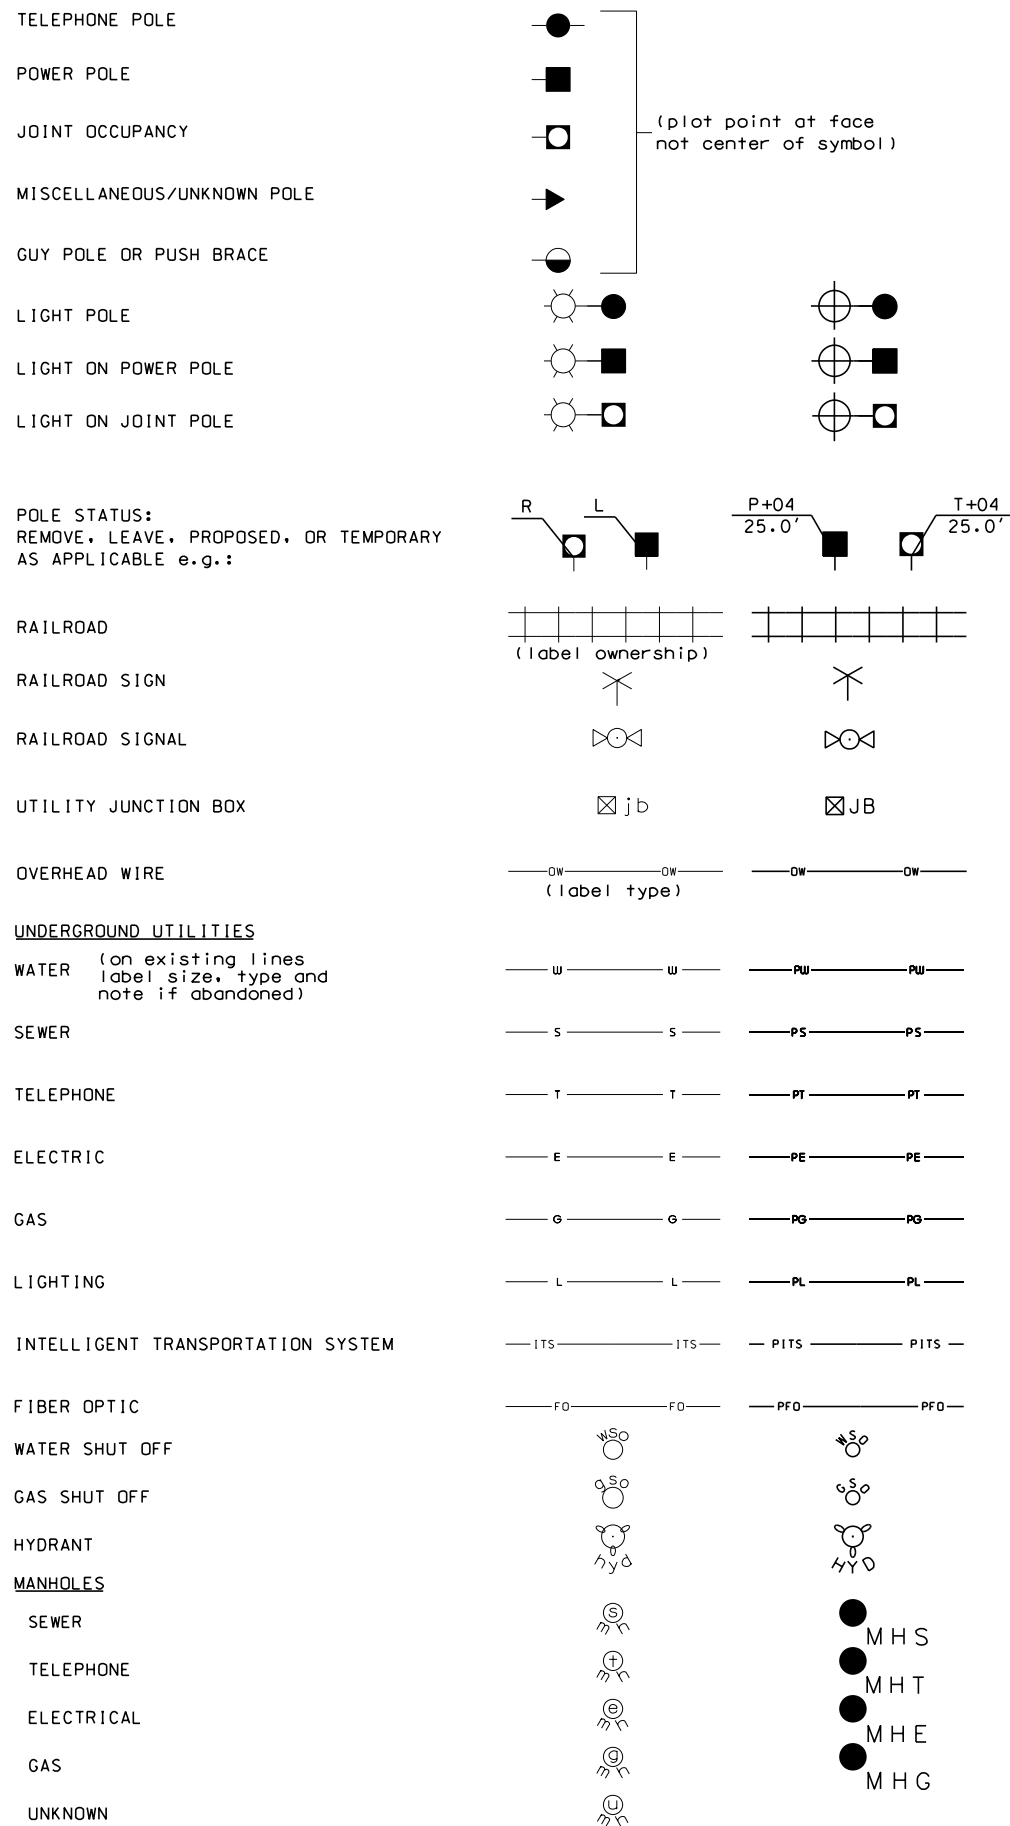 TELEPHONE POLE
POWER POLE
JOINT OCCUPANCY
(plot point at face
not center of symbol)
MISCELLANEOUS/UNKNOWN POLE
GUY POLE OR PUSH BRACE
LIGHT POLE
LIGHT ON POWER POLE
LIGHT ON JOINT POLE
POLE STATUS:
REMOVE, LEAVE, PROPOSED, OR TEMPORARY
AS APPLICABLE e.g.:
R L P+04 T+04
25.0' 25.0'
RAILROAD
(label ownership)
RAILROAD SIGN
RAILROAD SIGNAL
UTILITY JUNCTION BOX jb JB
OVERHEAD WIRE OW OW OW OW
(label type)
UNDERGROUND UTILITIES
WATER (on existing lines
label size, type and
note if abandoned)
W W PW PW
SEWER S S PS PS
TELEPHONE T T PT PT
ELECTRIC E E PE PE
GAS G G PG PG
LIGHTING L L PL PL
INTELLIGENT TRANSPORTATION SYSTEM ITS ITS PITS PITS
FIBER OPTIC FO FO PFO PFO
WATER SHUT OFF wso WSO
GAS SHUT OFF gso GSO
HYDRANT hyd HYD
MANHOLES
SEWER s mh MHS
TELEPHONE t mh MHT
ELECTRICAL e mh MHE
GAS g mh MHG
UNKNOWN u mh